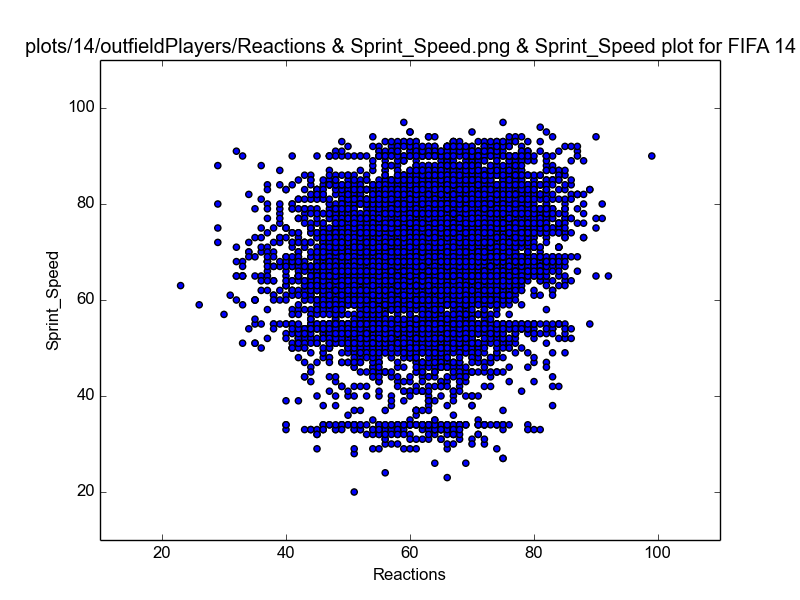 plots/14/outfieldPlayers/Reactions & Sprint_Speed.png & Sprint_Speed plot for FIFA 14
100
80
60
40
20
Sprint_Speed
20 40 60 80 100
Reactions